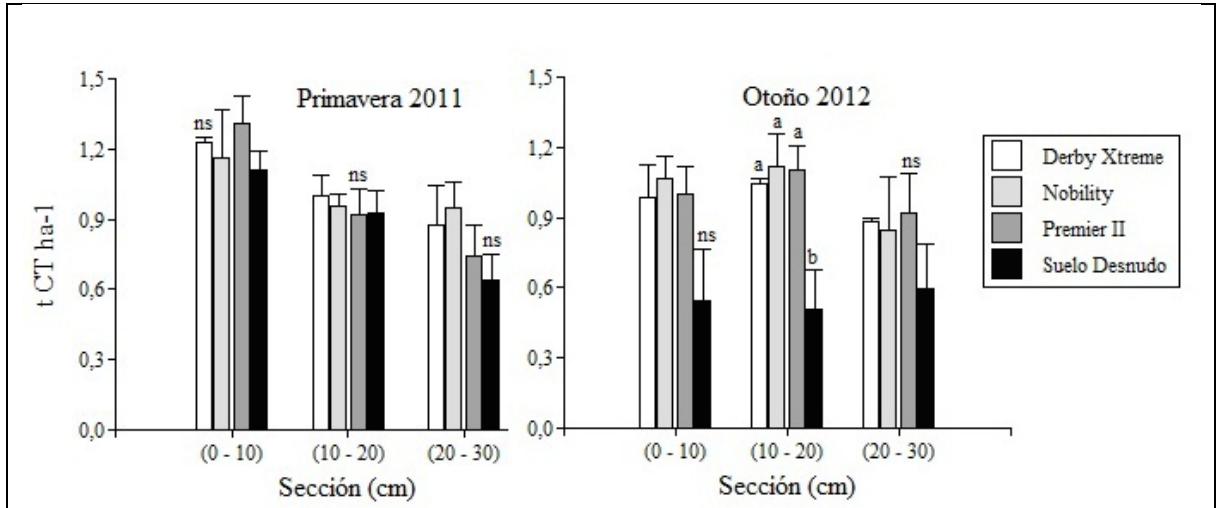 t CT ha-1
Primavera 2011
1,5
1,2
0,9
0,6
0,3
0,0
ns
ns
ns
(0 - 10)
(10 - 20)
(20 - 30)
Sección (cm)
Otoño 2012
1,5
1,2
0,9
0,6
0,3
0,0
ns
a
a
a
b
ns
(0 - 10)
(10 - 20)
(20 - 30)
Sección (cm)
Derby Xtreme
Nobility
Premier II
Suelo Desnudo